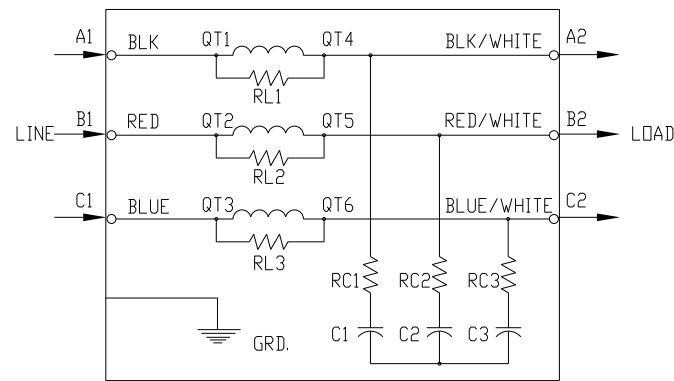 A1 BLK QT1 QT4 BLK/WHITE A2
RL1
LINE B1 RED QT2 QT5 RED/WHITE B2 LOAD
RL2
C1 BLUE QT3 QT6 BLUE/WHITE C2
RL3
RC1 RC2 RC3
GRD. C1 C2 C3